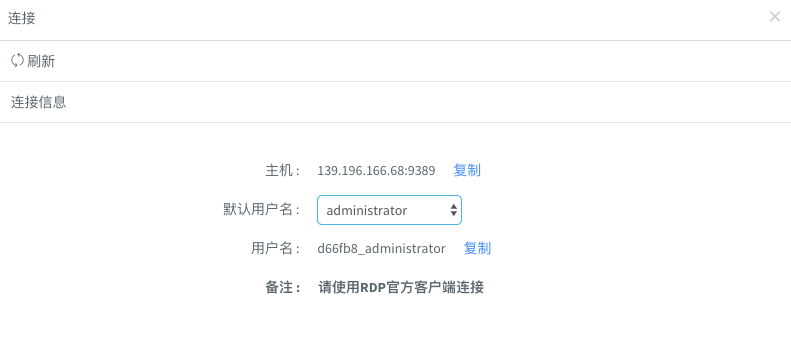 连接
刷新
连接信息
主机 : 139.196.166.68:9389 复制
默认用户名 : administrator
用户名 : d66fb8_administrator 复制
备注 : 请使用RDP官方客户端连接